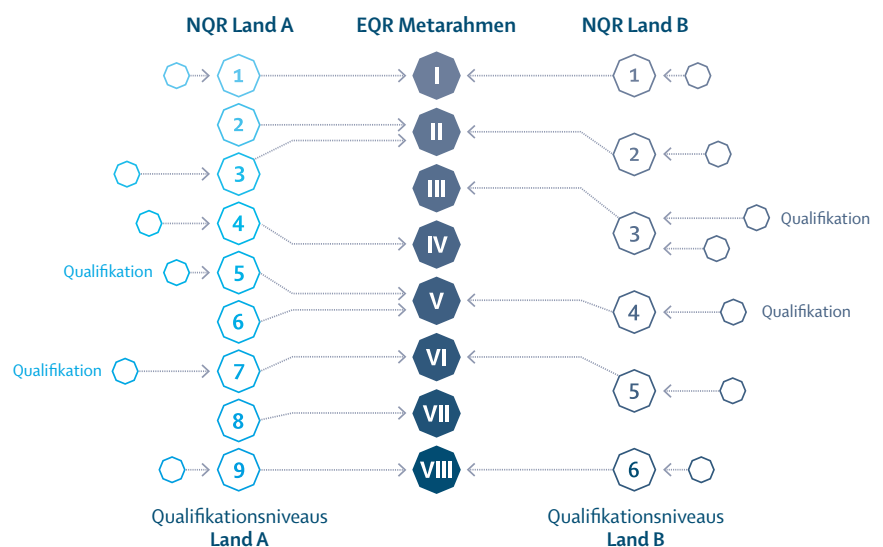 NQR Land A
EQR Metarahmen
NQR Land B
1
I
1
2
II
2
3
III
4
3
Qualifikation
IV
Qualifikation
5
V
4
Qualifikation
6
VI
Qualifikation
7
5
8
VII
9
VIII
6
Qualifikationsniveaus
Land A
Qualifikationsniveaus
Land B